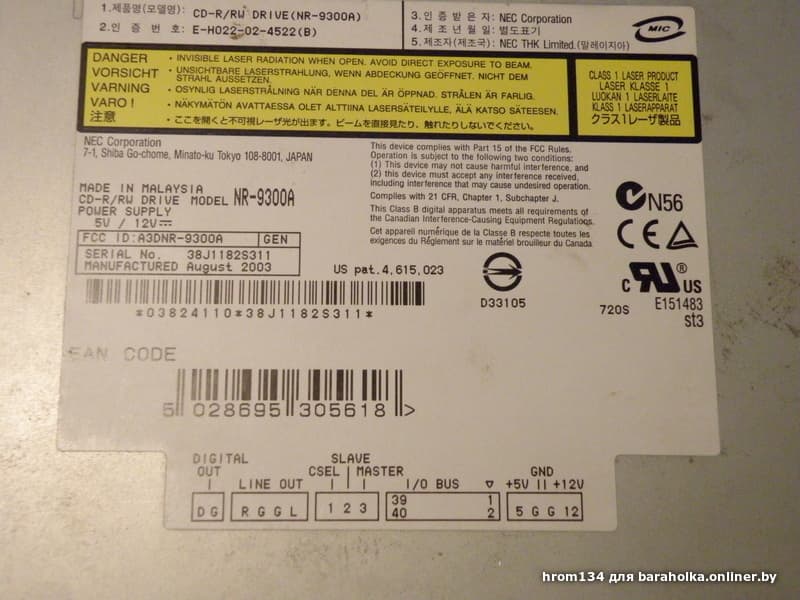 1.제품명(모델명): CD-R/RW DRIVE(NR-9300A)
2.인 증 번 호: E-H022-02-4522(B)
3.인 증 받 은 자: NEC Corporation
4.제 조 년 월 일: 별도표기
5.제조자(제조국): NEC THK Limited.(말레이지아)
MIC
DANGER • INVISIBLE LASER RADIATION WHEN OPEN. AVOID DIRECT EXPOSURE TO BEAM.
VORSICHT • UNSICHTBARE LASERSTRAHLUNG, WENN ABDECKUNG GEÖFFNET. NICHT DEM
STRAHL AUSSETZEN.
VARNING • OSYNLIG LASERSTRÅLNING NÄR DENNA DEL ÄR ÖPPNAD. STRÅLEN ÄR FARLIG.
VARO! • NÄKYMÄTÖN AVATTAESSA OLET ALTTIINA LASERSÄTEILYLLE, ÄLÄ KATSO SÄTEESEN.
注意 • ここを開くと不可視レーザ光が出ます。ビームを直接見たり、触れたりしないでください。
CLASS 1 LASER PRODUCT
LASER KLASSE 1
LUOKAN 1 LASERLAITE
KLASS 1 LASERAPPARAT
クラス1レーザ製品
NEC Corporation
7-1, Shiba Go-chome, Minato-ku Tokyo 108-8001, JAPAN
MADE IN MALAYSIA
CD-R/RW DRIVE MODEL NR-9300A
POWER SUPPLY
5V / 12V
FCC ID:A3DNR-9300A GEN
SERIAL No. 38J1182S311
MANUFACTURED August 2003
This device complies with Part 15 of the FCC Rules.
Operation is subject to the following two conditions:
(1) This device may not cause harmful interference, and
(2) this device must accept any interference received,
including interference that may cause undesired operation.
Complies with 21 CFR, Chapter 1, Subchapter J.
This Class B digital apparatus meets all requirements of
the Canadian Interference-Causing Equipment Regulations.
Cet appareil numérique de la Class B respecte toutes les
exigences du Réglement sur le matériel brouilleur du Canada
N56
CE
US pat.4,615,023
D33105
c RU ® US
E151483
720S
st3
*03824110*38J1182S311*
EAN CODE
5 028695 305618 >
DIGITAL
OUT
LINE OUT
SLAVE
CSEL MASTER
I/O BUS
GND
+5V +12V
D G
R G G L
1 2 3
39 1
40 2
5 G G 12
hrom134 для baraholka.onliner.by